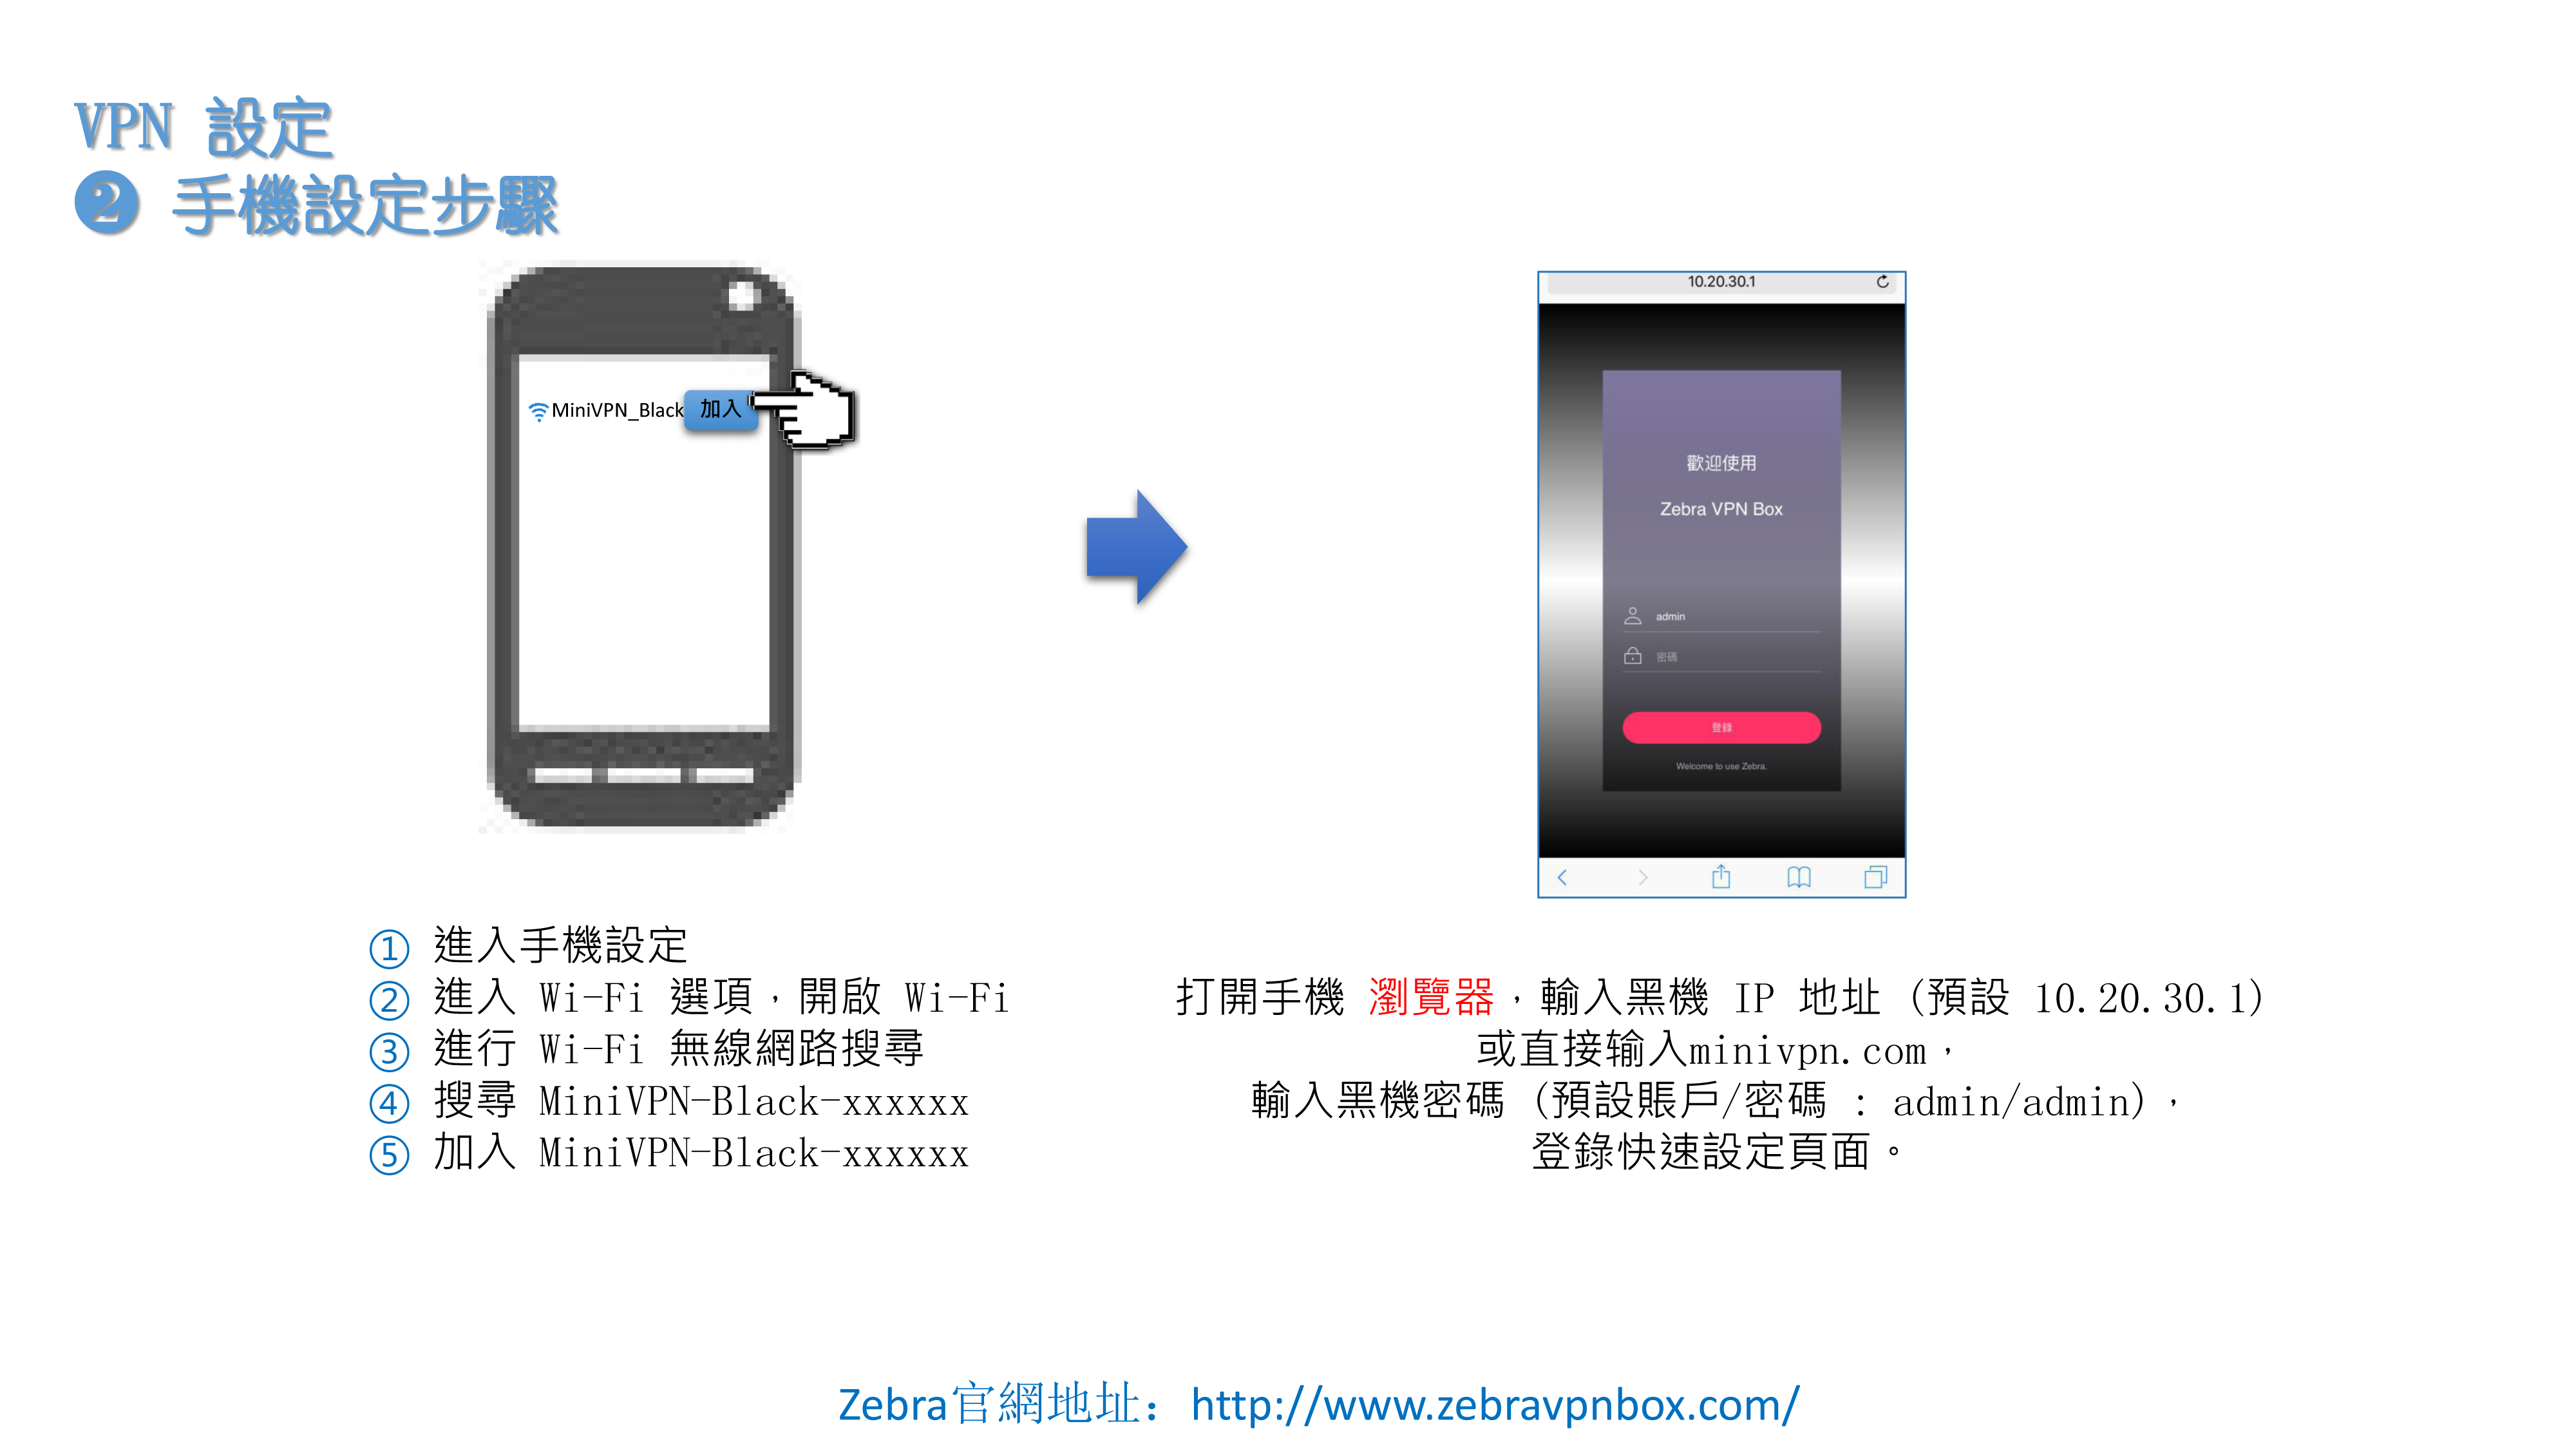 VPN 設定
❷ 手機設定步驟
MiniVPN_Black 加入
10.20.30.1
歡迎使用
Zebra VPN Box
admin
密碼
登錄
Welcome to use Zebra.
① 進入手機設定
② 進入 Wi-Fi 選項，開啟 Wi-Fi
③ 進行 Wi-Fi 無線網路搜尋
④ 搜尋 MiniVPN-Black-xxxxxx
⑤ 加入 MiniVPN-Black-xxxxxx
打開手機 瀏覽器，輸入黑機 IP 地址 (預設 10.20.30.1)
或直接输入minivpn.com，
輸入黑機密碼 (預設賬戶/密碼 : admin/admin)，
登錄快速設定頁面。
Zebra官網地址：http://www.zebravpnbox.com/